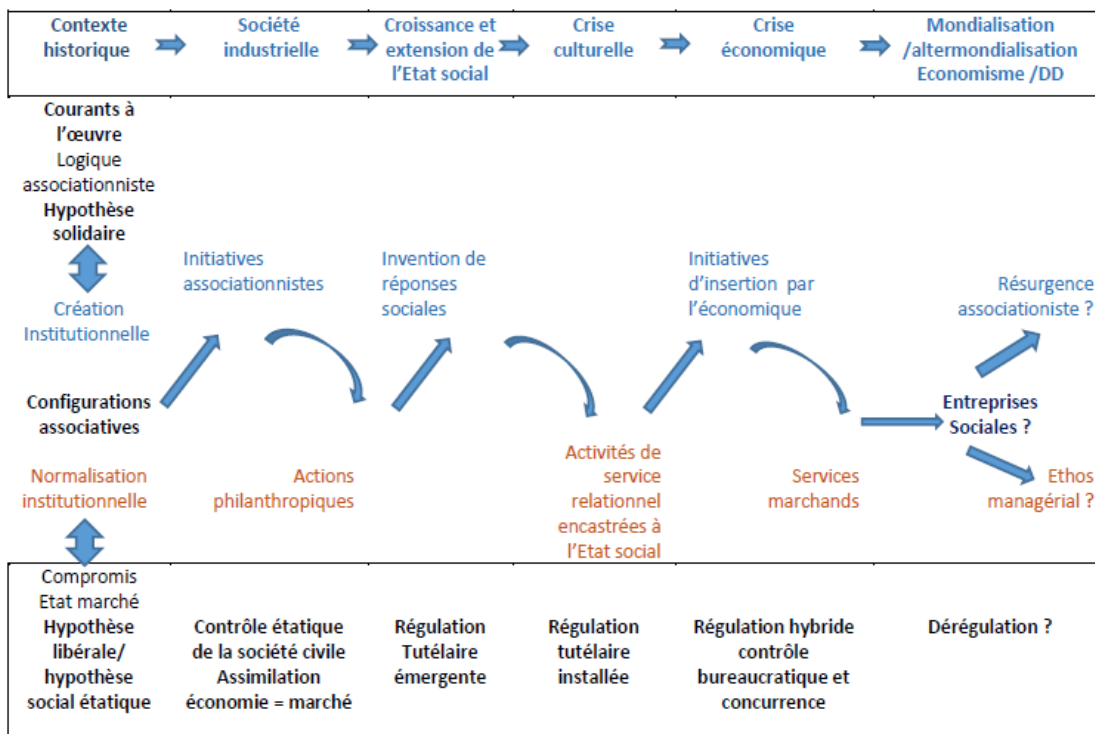 Contexte
historique
Société
industrielle
Croissance et
extension de
l'Etat social
Crise
culturelle
Crise
économique
Mondialisation
/altermondialisation
Economisme /DD
Courants à
l'œuvre
Logique
associationniste
Hypothèse
solidaire
Création
Institutionnelle
Initiatives
associationnistes
Invention de
réponses
sociales
Initiatives
d'insertion par
l'économique
Résurgence
associationiste ?
Configurations
associatives
Entreprises
Sociales ?
Normalisation
institutionnelle
Actions
philanthropiques
Activités de
service
relationnel
encastrées à
l'Etat social
Services
marchands
Ethos
managérial ?
Compromis
Etat marché
Hypothèse
libérale/
hypothèse
social étatique
Contrôle étatique
de la société civile
Assimilation
économie = marché
Régulation
Tutélaire
émergente
Régulation
tutélaire
installée
Régulation hybride
contrôle
bureaucratique et
concurrence
Dérégulation ?